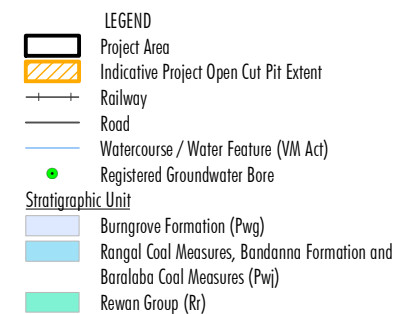 LEGEND
Project Area
Indicative Project Open Cut Pit Extent
Railway
Road
Watercourse / Water Feature (VM Act)
Registered Groundwater Bore
Stratigraphic Unit
Burngrove Formation (Pwg)
Rangal Coal Measures, Bandanna Formation and
Baralaba Coal Measures (Pwj)
Rewan Group (Rr)